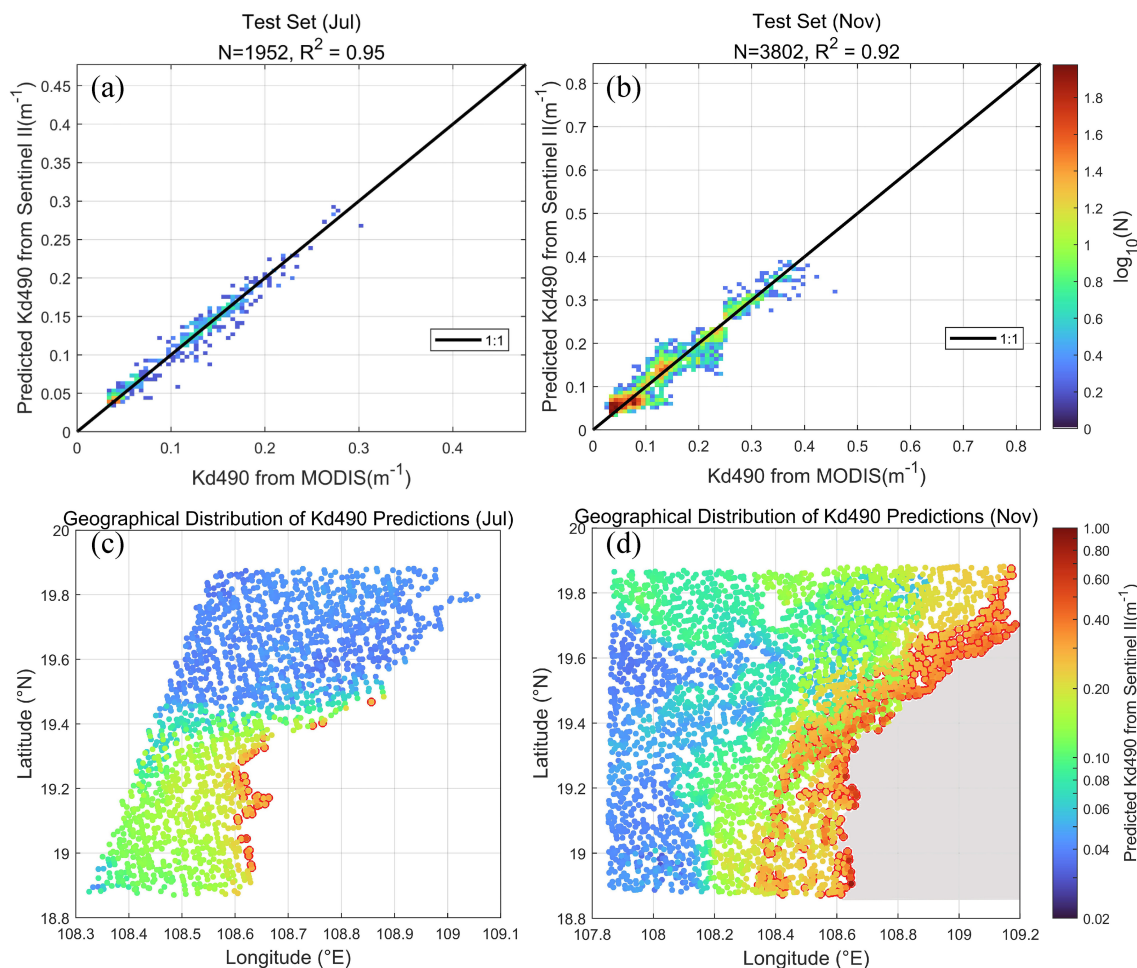 Test Set (Jul)
N=1952, R² = 0.95
(a)
Predicted Kd490 from Sentinel II(m⁻¹)
0.45
0.4
0.35
0.3
0.25
0.2
0.15
0.1
0.05
0
0 0.1 0.2 0.3 0.4
1:1
Kd490 from MODIS(m⁻¹)
Test Set (Nov)
N=3802, R² = 0.92
(b)
Predicted Kd490 from Sentinel II(m⁻¹)
0.8
0.7
0.6
0.5
0.4
0.3
0.2
0.1
0
0 0.1 0.2 0.3 0.4 0.5 0.6 0.7 0.8
1:1
Kd490 from MODIS(m⁻¹)
1.8
1.6
1.4
1.2
1.0
0.8
0.6
0.4
0.2
0
log₁₀(N)
Geographical Distribution of Kd490 Predictions (Jul)
(c)
Latitude (°N)
20
19.8
19.6
19.4
19.2
19
18.8
108.3 108.4 108.5 108.6 108.7 108.8 108.9 109 109.1
Longitude (°E)
Geographical Distribution of Kd490 Predictions (Nov)
(d)
Latitude (°N)
20
19.8
19.6
19.4
19.2
19
18.8
107.8 108 108.2 108.4 108.6 108.8 109 109.2
Longitude (°E)
1.00
0.80
0.60
0.40
0.20
0.10
0.08
0.06
0.04
0.02
Predicted Kd490 from Sentinel II(m⁻¹)